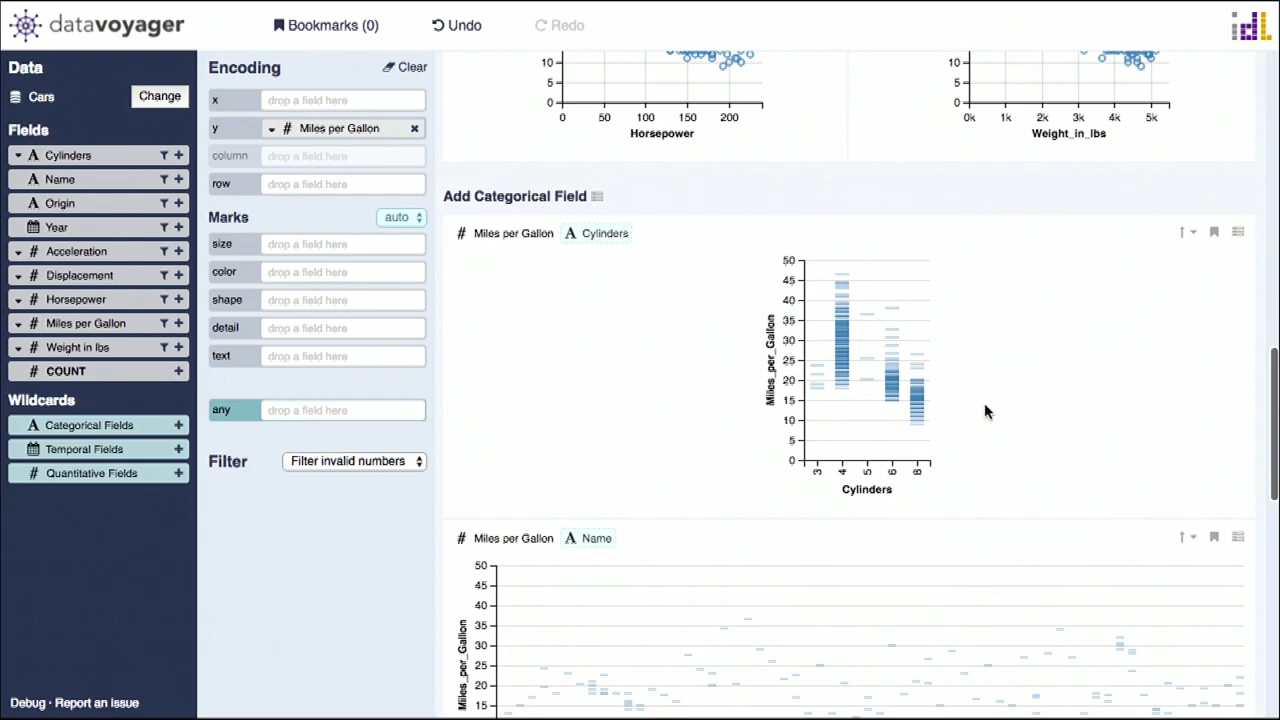 datavoyager
Bookmarks (0)
Undo
Redo
idl
Data
Cars
Change
Fields
A Cylinders
A Name
A Origin
Year
# Acceleration
# Displacement
# Horsepower
# Miles per Gallon
# Weight in lbs
COUNT
Wildcards
A Categorical Fields
Temporal Fields
# Quantitative Fields
Debug · Report an Issue
Encoding
Clear
x drop a field here
y # Miles per Gallon
column drop a field here
row drop a field here
Marks
auto
size drop a field here
color drop a field here
shape drop a field here
detail drop a field here
text drop a field here
any drop a field here
Filter
Filter invalid numbers
10
5
0
0 50 100 150 200
Horsepower
10
5
0
0k 1k 2k 3k 4k 5k
Weight_in_lbs
Add Categorical Field
# Miles per Gallon A Cylinders
50
45
40
35
30
25
20
15
10
5
0
Miles_per_Gallon
3 4 5 6 8
Cylinders
# Miles per Gallon A Name
50
45
40
35
30
25
20
15
Miles_per_Gallon